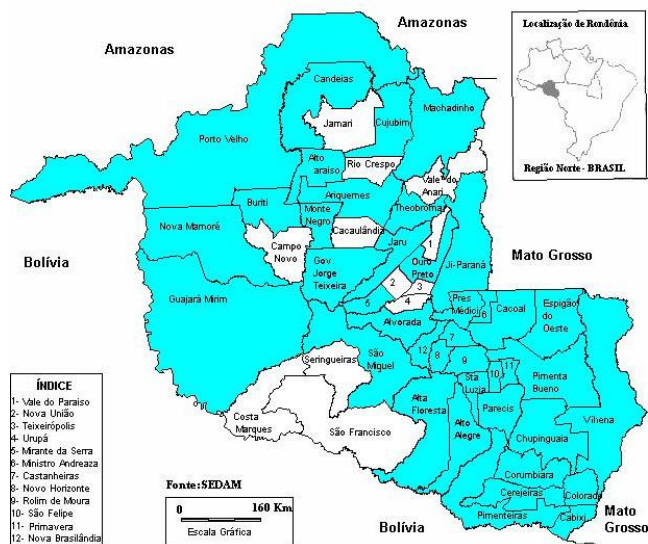 Amazonas
Amazonas
Localização de Rondônia
Região Norte - BRASIL
Candeias
Jamari
Cujubim
Machadinho
Porto Velho
Alto
araiso
Rio Crespo
Vale do
Anari
Ariquemes
Buriti
Monte
Negro
Theobroma
Nova Mamoré
Cacaulândia
Campo
Novo
Jaru
1
Ouro
Preto
Ji-Paraná
Mato Grosso
Bolívia
Gov.
Jorge
Teixeira
2
3
4
5
Guajará Mirim
Pres
Médici
6
Cacoal
Espigão
do
Oeste
Alvorada
7
12
8
9
10
11
Seringueiras
São
Miguel
Sta
Luzia
Pimenta
Bueno
Alta
Floresta
Alto
Alegre
Parecis
Vihena
Costa
Marques
São Francisco
Chupinguaia
Corumbiara
Cerejeiras
Colorado
Pimenteiras
Cabixi
Mato
Grosso
Bolívia
ÍNDICE
1- Vale do Paraiso
2- Nova União
3- Teixeirópolis
4- Urupá
5- Mirante da Serra
6- Ministro Andreaza
7- Castanheiras
8- Novo Horizonte
9- Rolim de Moura
10- São Felipe
11- Primavera
12- Nova Brasilândia
Fonte:SEDAM
0 160 Km
Escala Gráfica